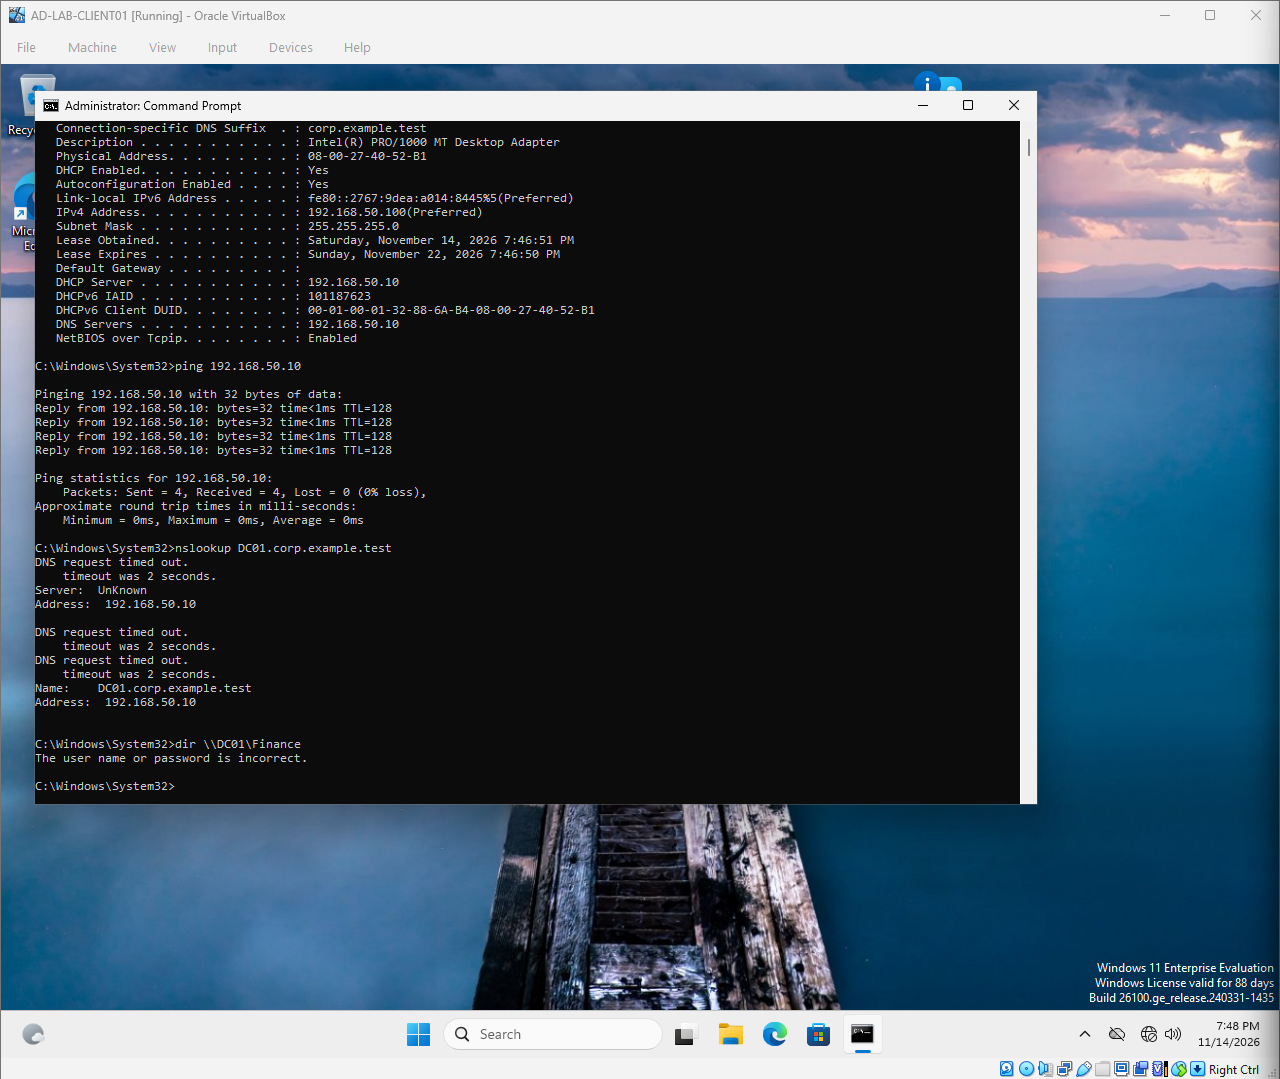 AD-LAB-CLIENT01 [Running] - Oracle VirtualBox
File Machine View Input Devices Help
Recyc
Administrator: Command Prompt
Micr
Ed
Connection-specific DNS Suffix  . : corp.example.test
Description . . . . . . . . . . . : Intel(R) PRO/1000 MT Desktop Adapter
Physical Address. . . . . . . . . : 08-00-27-40-52-B1
DHCP Enabled. . . . . . . . . . . : Yes
Autoconfiguration Enabled . . . . : Yes
Link-local IPv6 Address . . . . . : fe80::2767:9dea:a014:8445%5(Preferred)
IPv4 Address. . . . . . . . . . . : 192.168.50.100(Preferred)
Subnet Mask . . . . . . . . . . . : 255.255.255.0
Lease Obtained. . . . . . . . . . : Saturday, November 14, 2026 7:46:51 PM
Lease Expires . . . . . . . . . . : Sunday, November 22, 2026 7:46:50 PM
Default Gateway . . . . . . . . . :
DHCP Server . . . . . . . . . . . : 192.168.50.10
DHCPv6 IAID . . . . . . . . . . . : 101187623
DHCPv6 Client DUID. . . . . . . . : 00-01-00-01-32-88-6A-B4-08-00-27-40-52-B1
DNS Servers . . . . . . . . . . . : 192.168.50.10
NetBIOS over Tcpip. . . . . . . . : Enabled
C:\Windows\System32>ping 192.168.50.10
Pinging 192.168.50.10 with 32 bytes of data:
Reply from 192.168.50.10: bytes=32 time<1ms TTL=128
Reply from 192.168.50.10: bytes=32 time<1ms TTL=128
Reply from 192.168.50.10: bytes=32 time<1ms TTL=128
Reply from 192.168.50.10: bytes=32 time<1ms TTL=128
Ping statistics for 192.168.50.10:
Packets: Sent = 4, Received = 4, Lost = 0 (0% loss),
Approximate round trip times in milli-seconds:
Minimum = 0ms, Maximum = 0ms, Average = 0ms
C:\Windows\System32>nslookup DC01.corp.example.test
DNS request timed out.
timeout was 2 seconds.
Server:  UnKnown
Address:  192.168.50.10
DNS request timed out.
timeout was 2 seconds.
DNS request timed out.
timeout was 2 seconds.
Name:    DC01.corp.example.test
Address:  192.168.50.10
C:\Windows\System32>dir \\DC01\Finance
The user name or password is incorrect.
C:\Windows\System32>
Windows 11 Enterprise Evaluation
Windows License valid for 88 days
Build 26100.ge_release.240331-1435
Search
7:48 PM
11/14/2026
Right Ctrl